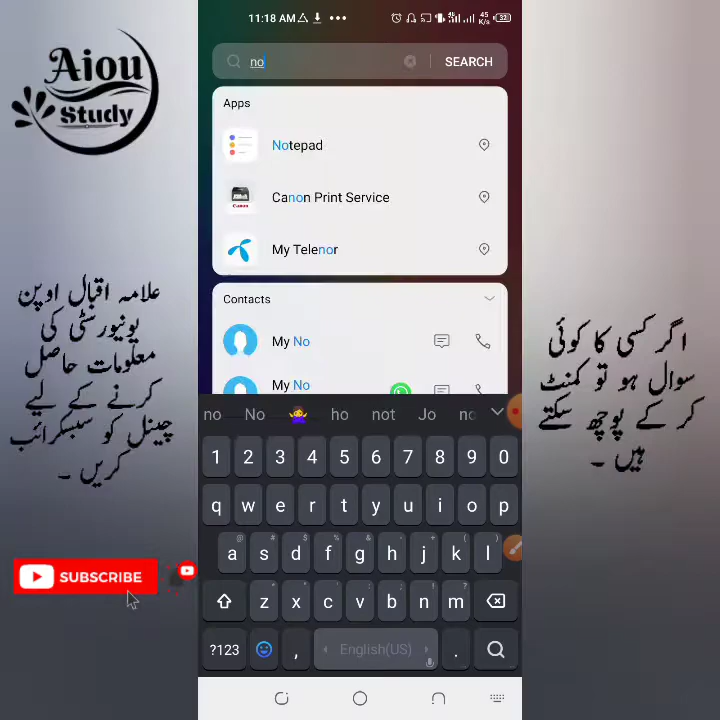 Aiou
Study
علامہ اقبال اوپن
یونیورسٹی کی
معلومات حاصل
کرنے کے لیے
چینل کو سبسکرائب
کریں ۔
SUBSCRIBE
11:18 AM
45
K/s
32
no
SEARCH
Apps
Notepad
Canon Print Service
Canon
My Telenor
Contacts
My No
My No
no No ho not Jo
1 2 3 4 5 6 7 8 9 0
q w e r t y u i o p
@ # $ & * - + ( )
a s d f g h j k l
z x c v b n m
?123 , English(US) .
اگر کسی کا کوئی
سوال ہو تو کمنٹ
کر کے پوچھ سکتے
ہیں ۔